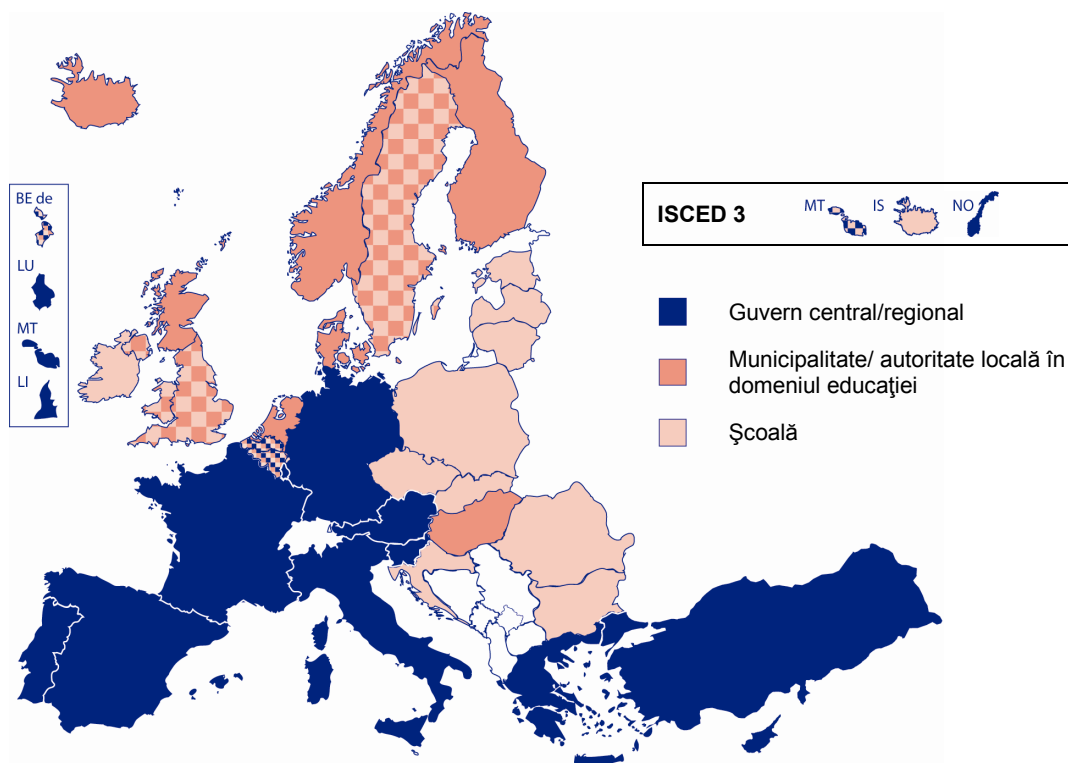 BE de
LU
MT
LI
ISCED 3
MT IS NO
Guvern central/regional
Municipalitate/ autoritate locală în
domeniul educaţiei
Şcoală